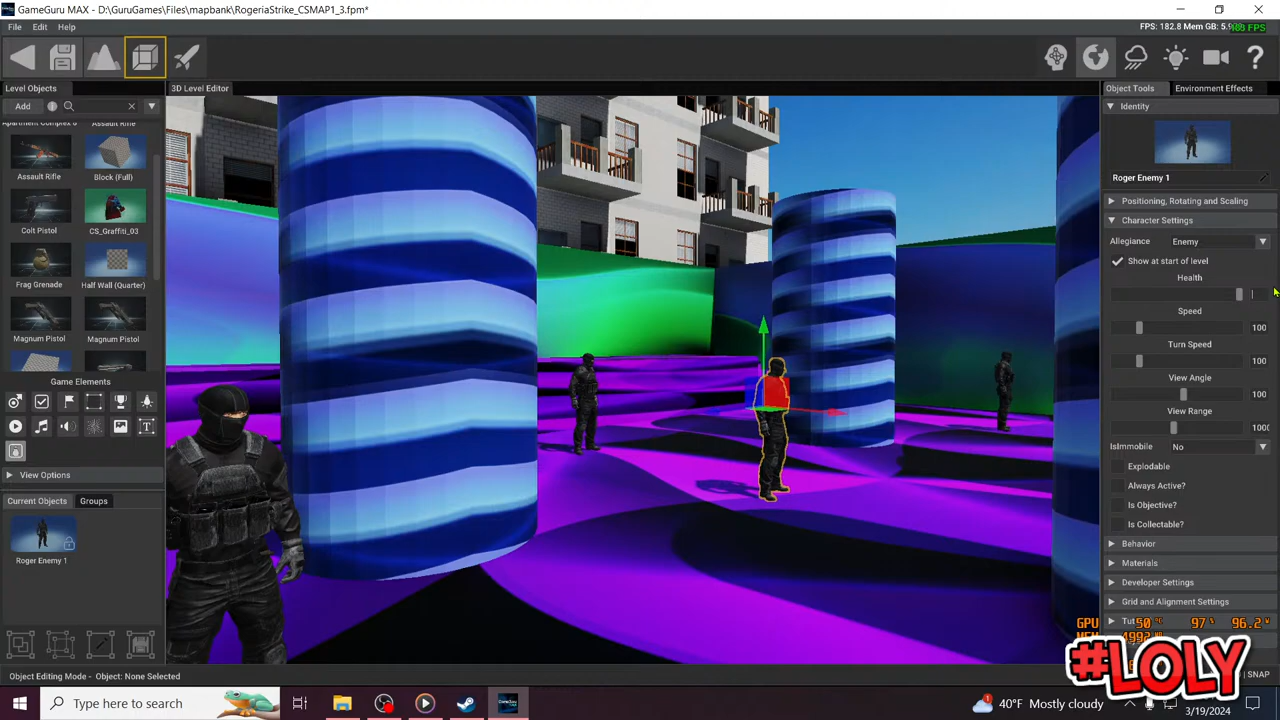 GameGuru MAX - D:\GuruGames\Files\mapbank\RogeriaStrike_CSMAP1_3.fpm*
File Edit Help
FPS: 182.8 Mem GB:
Level Objects
3D Level Editor
Object Tools Environment Effects
Add
Identity
Assault Rifle
Assault Rifle Block (Full)
Colt Pistol CS_Graffiti_03
Frag Grenade Half Wall (Quarter)
Magnum Pistol Magnum Pistol
Game Elements
View Options
Current Objects Groups
Roger Enemy 1
Roger Enemy 1
Positioning, Rotating and Scaling
Character Settings
Allegiance Enemy
Show at start of level
Health
Speed
100
Turn Speed
100
View Angle
100
View Range
1000
IsImmobile No
Explodable
Always Active?
Is Objective?
Is Collectable?
Behavior
Materials
Developer Settings
Grid and Alignment Settings
Tut
GPU 50 °C 97 % 96.2 W
4992
#LOLY
Object Editing Mode - Object: None Selected
SNAP
Type here to search
40°F Mostly cloudy
3/19/2024